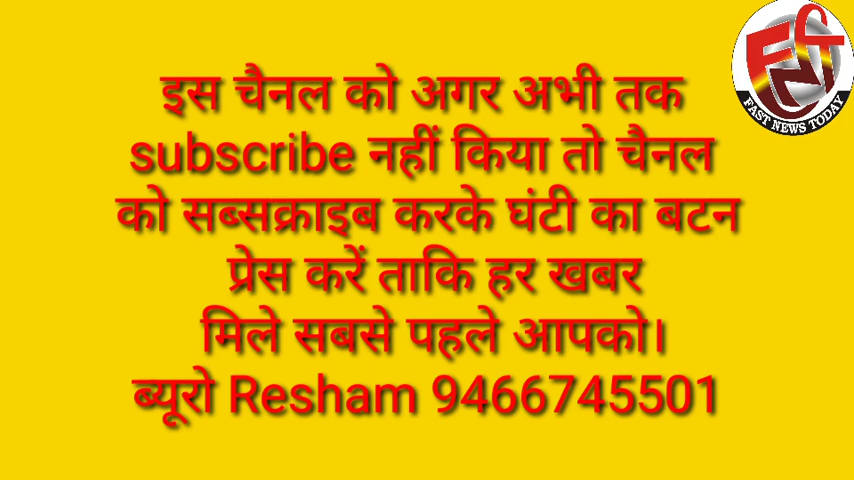 इस चैनल को अगर अभी तक
subscribe नहीं किया तो चैनल
को सब्सक्राइब करके घंटी का बटन
प्रेस करें ताकि हर खबर
मिले सबसे पहले आपको।
ब्यूरो Resham 9466745501
FNT
FAST NEWS TODAY